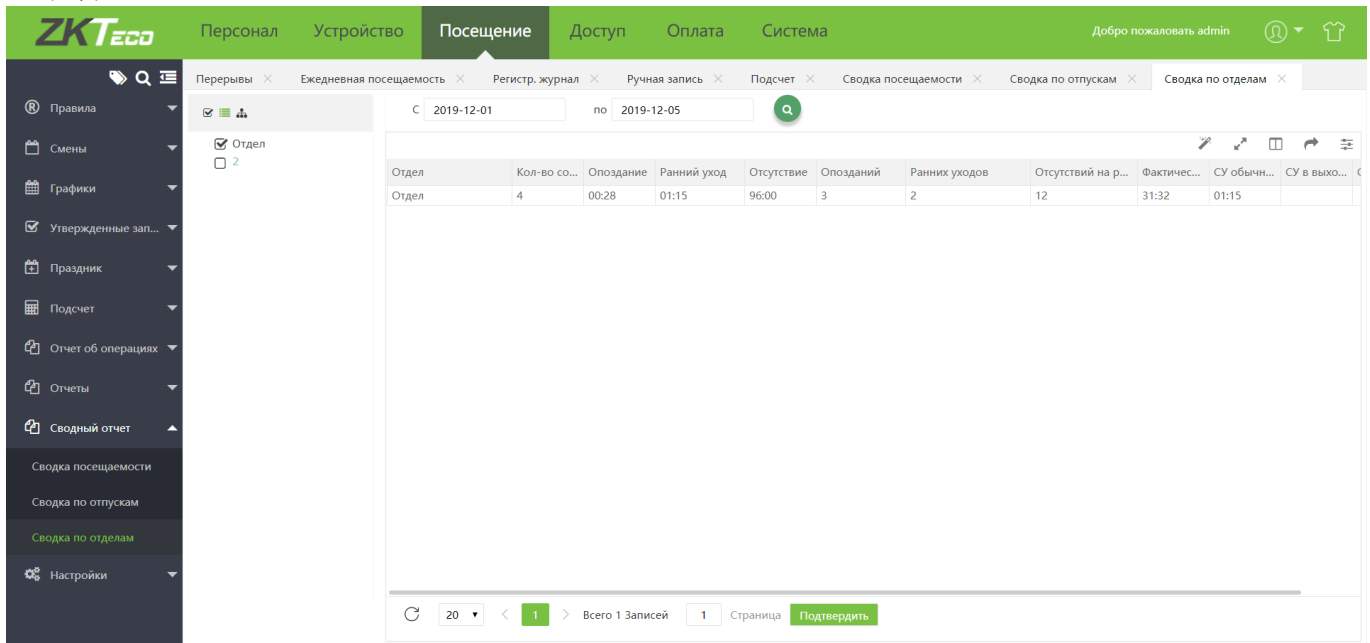 ZKTECO Персонал Устройство Посещение Доступ Оплата Система Добро пожаловать admin
Перерывы Ежедневная посещаемость Регистр. журнал Ручная запись Подсчет Сводка посещаемости Сводка по отпускам Сводка по отделам
Правила
Смены
Графики
Утвержденные зап...
Праздник
Подсчет
Отчет об операциях
Отчеты
Сводный отчет
Сводка посещаемости
Сводка по отпускам
Сводка по отделам
Настройки
Отдел
2
С 2019-12-01 по 2019-12-05
Отдел Кол-во со... Опоздание Ранний уход Отсутствие Опозданий Ранних уходов Отсутствий на р... Фактичес... СУ обычн... СУ в выхо...
Отдел 4 00:28 01:15 96:00 3 2 12 31:32 01:15
20 1 Всего 1 Записей 1 Страница Подтвердить